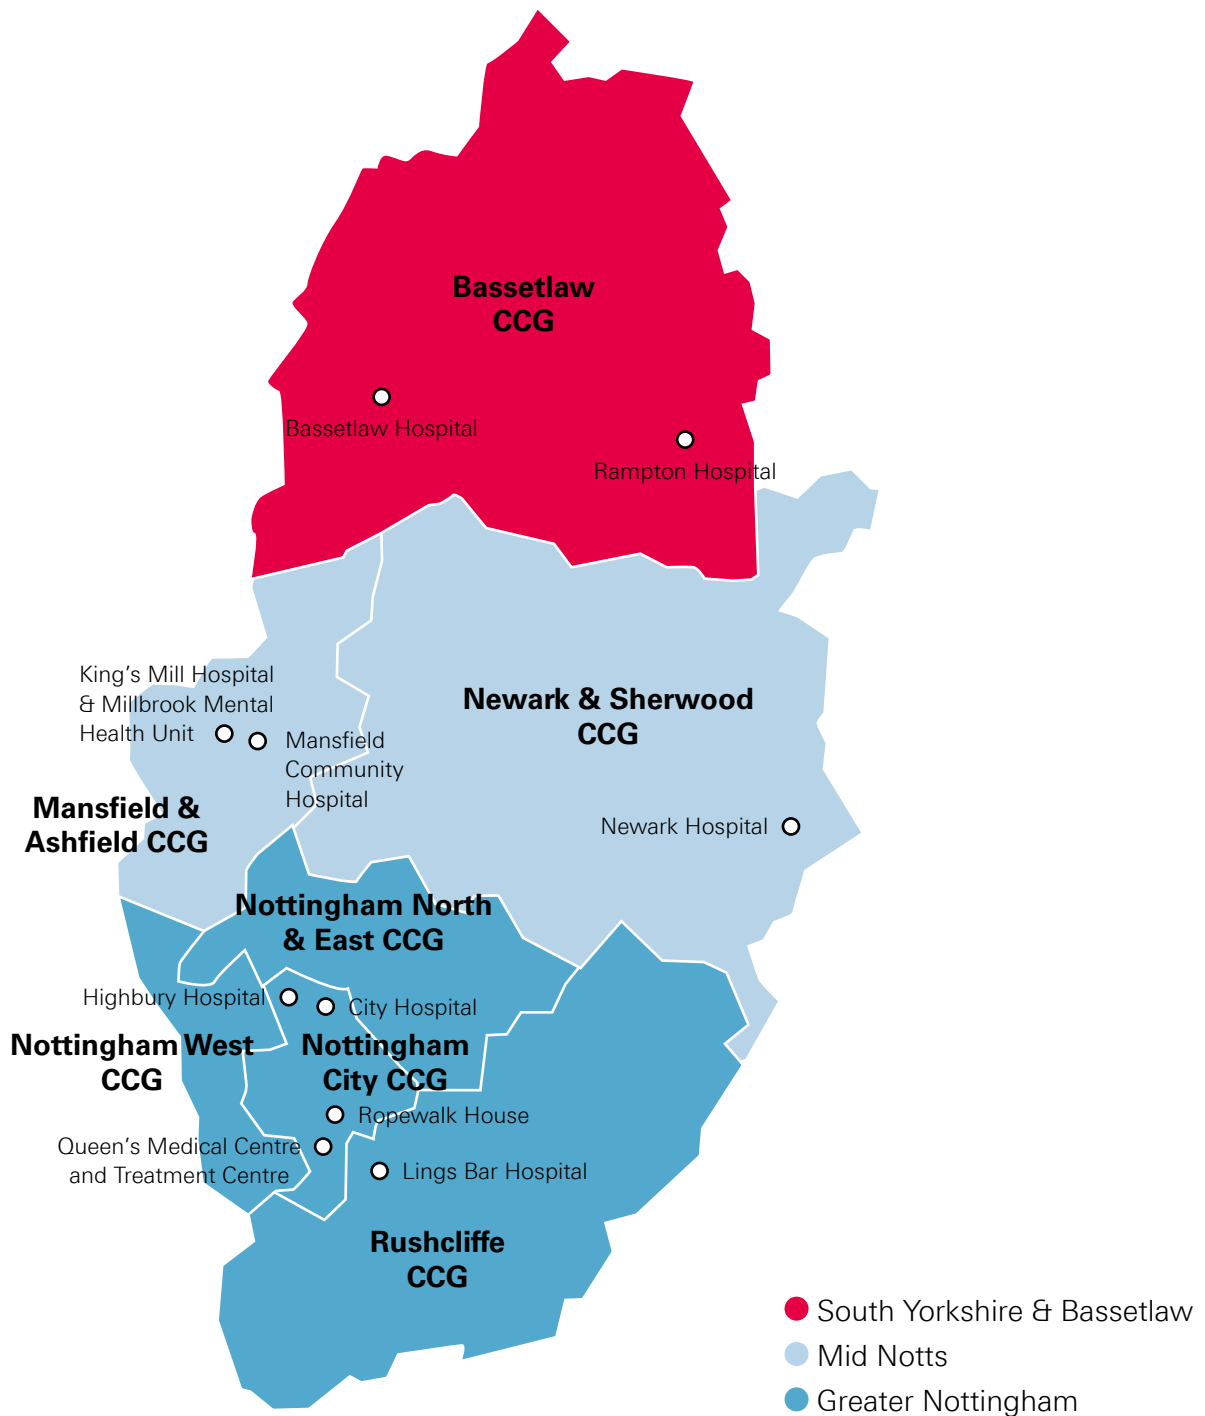 Bassetlaw
CCG
Bassetlaw Hospital
Rampton Hospital
King's Mill Hospital
& Millbrook Mental
Health Unit
Mansfield
Community
Hospital
Newark & Sherwood
CCG
Mansfield &
Ashfield CCG
Newark Hospital
Nottingham North
& East CCG
Highbury Hospital
City Hospital
Nottingham West
CCG
Nottingham
City CCG
Ropewalk House
Queen's Medical Centre
and Treatment Centre
Lings Bar Hospital
Rushcliffe
CCG
South Yorkshire & Bassetlaw
Mid Notts
Greater Nottingham